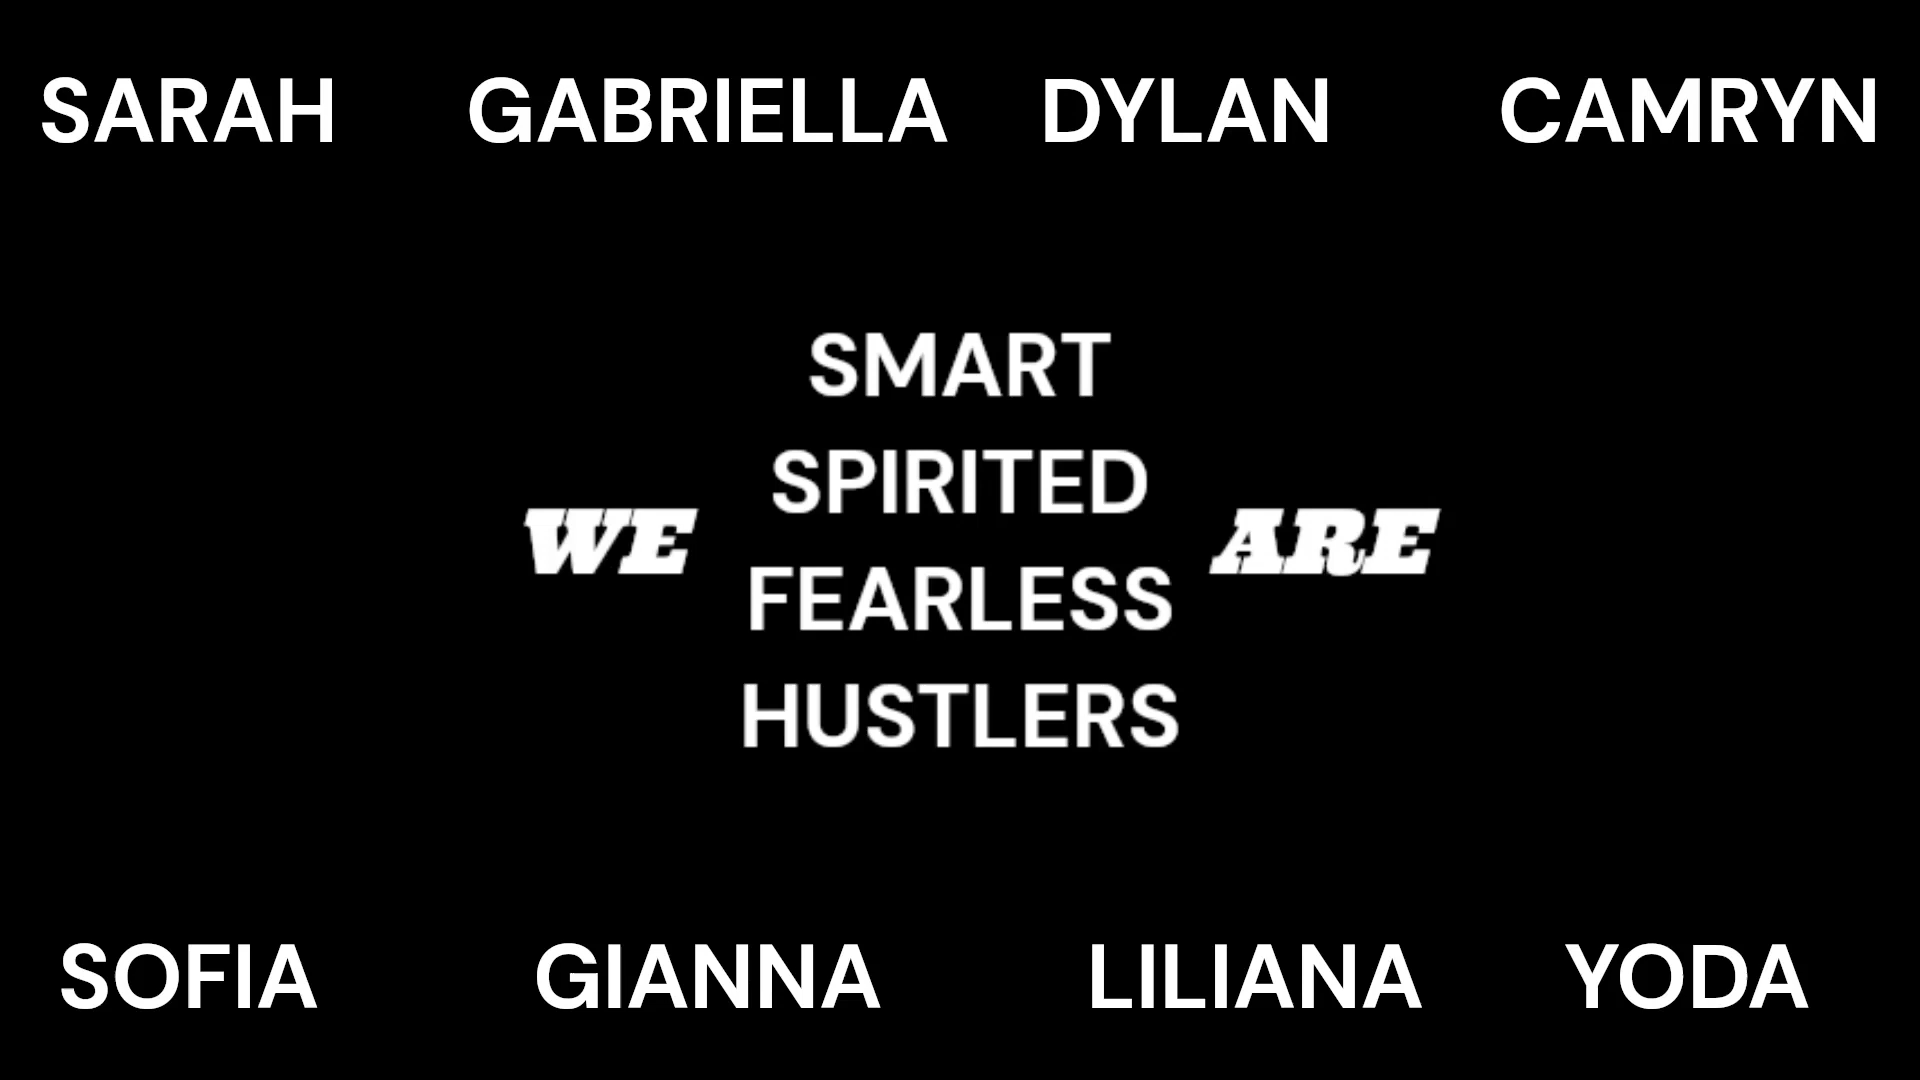 SARAH GABRIELLA DYLAN CAMRYN
SMART
SPIRITED
WE ARE
FEARLESS
HUSTLERS
SOFIA GIANNA LILIANA YODA